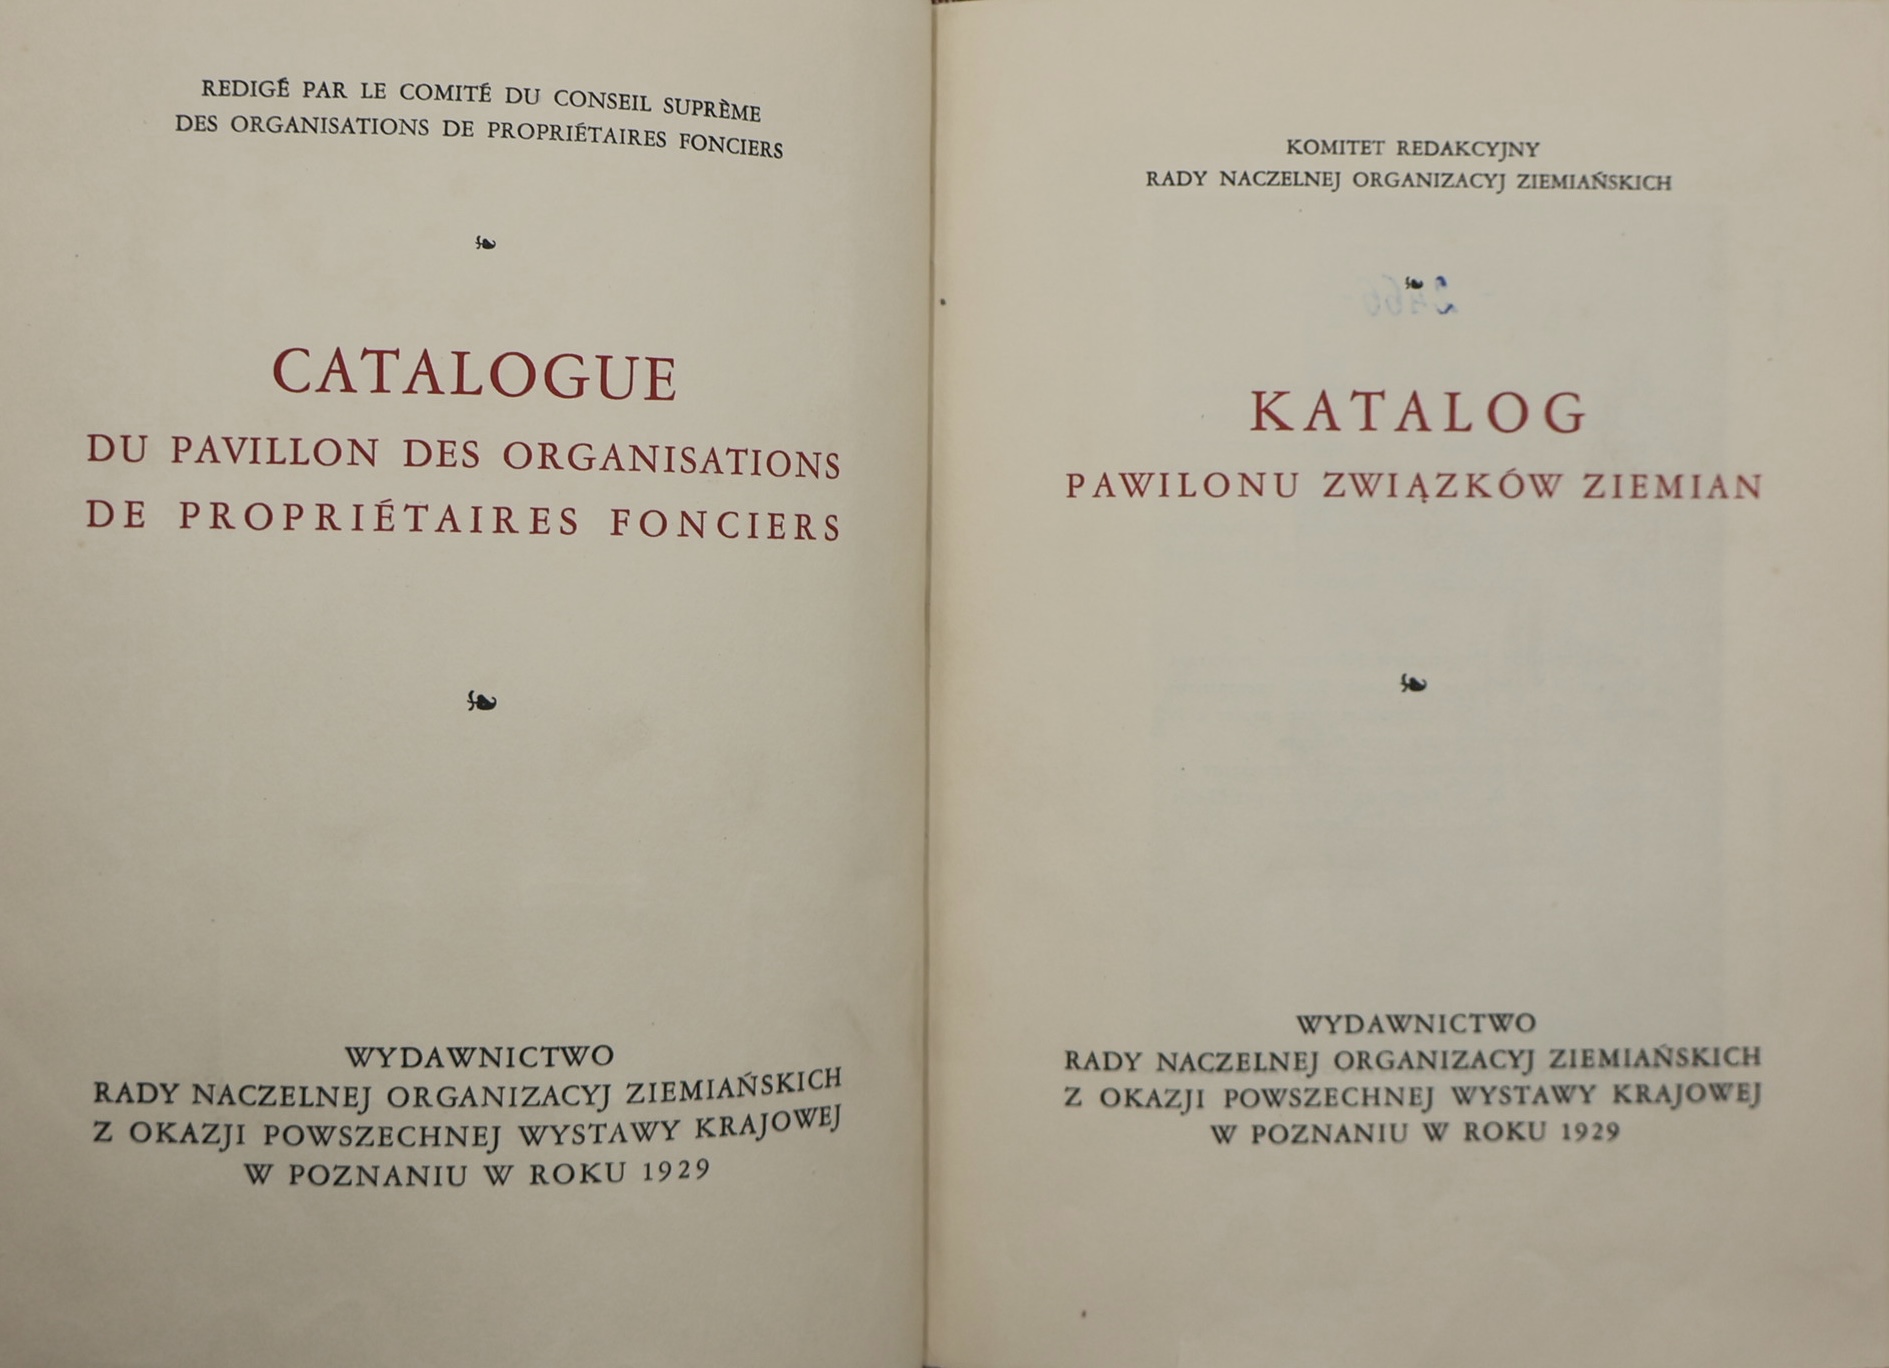 REDIGÉ PAR LE COMITÉ DU CONSEIL SUPRÈME
DES ORGANISATIONS DE PROPRIÉTAIRES FONCIERS
CATALOGUE
DU PAVILLON DES ORGANISATIONS
DE PROPRIÉTAIRES FONCIERS
WYDAWNICTWO
RADY NACZELNEJ ORGANIZACYJ ZIEMIAŃSKICH
Z OKAZJI POWSZECHNEJ WYSTAWY KRAJOWEJ
W POZNANIU W ROKU 1929
KOMITET REDAKCYJNY
RADY NACZELNEJ ORGANIZACYJ ZIEMIAŃSKICH
KATALOG
PAWILONU ZWIĄZKÓW ZIEMIAN
WYDAWNICTWO
RADY NACZELNEJ ORGANIZACYJ ZIEMIAŃSKICH
Z OKAZJI POWSZECHNEJ WYSTAWY KRAJOWEJ
W POZNANIU W ROKU 1929